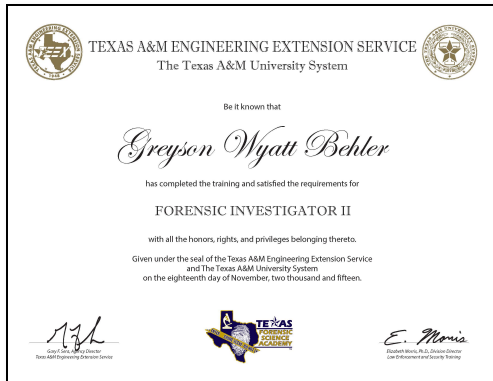 TEXAS A&M ENGINEERING EXTENSION SERVICE
The Texas A&M University System
Be it known that
Greyson Wyatt Behler
has completed the training and satisfied the requirements for
FORENSIC INVESTIGATOR II
with all the honors, rights, and privileges belonging thereto.
Given under the seal of the Texas A&M Engineering Extension Service
and The Texas A&M University System
on the eighteenth day of November, two thousand and fifteen.
TEXAS
FORENSIC
SCIENCE
ACADEMY
E. Morris
Gary F. Sera, Agency Director
Texas A&M Engineering Extension Service
Elizabeth Morris, Ph.D., Division Director
Law Enforcement and Security Training